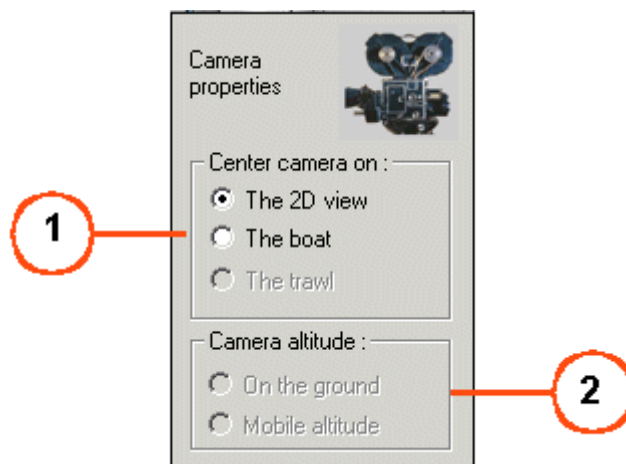 Camera
properties
Center camera on :
The 2D view
1
The boat
The trawl
Camera altitude :
On the ground
2
Mobile altitude